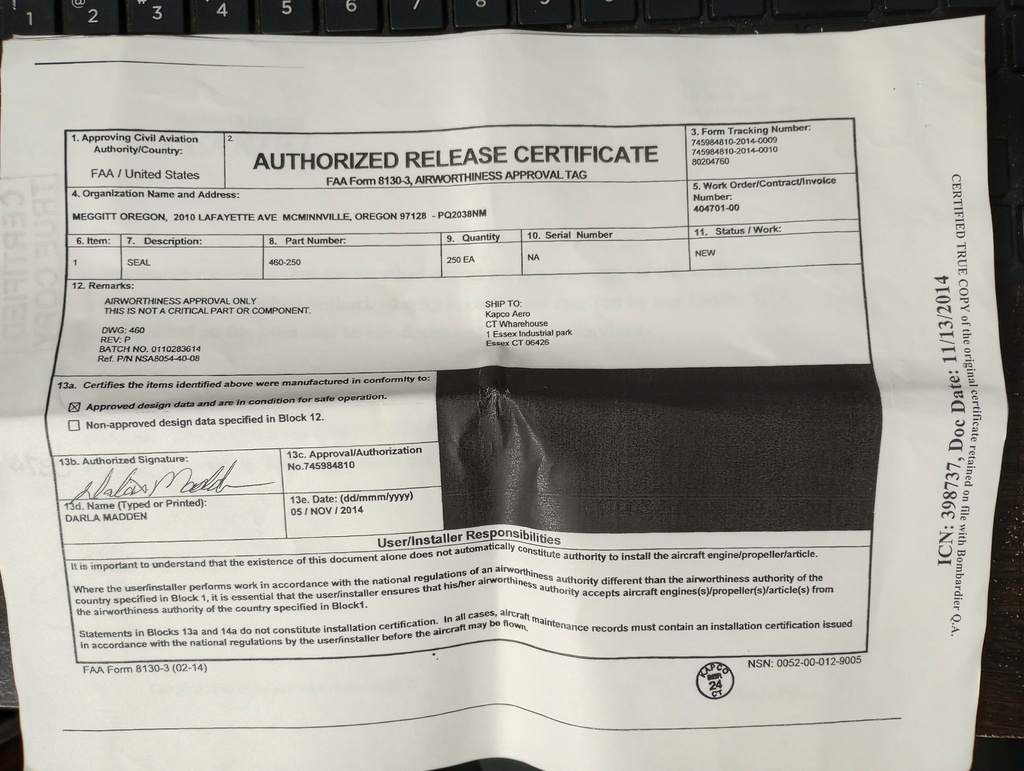 ! 1
@ 2
# 3
4
5
6
7
8
1. Approving Civil Aviation
Authority/Country:
FAA / United States
2.
AUTHORIZED RELEASE CERTIFICATE
FAA Form 8130-3, AIRWORTHINESS APPROVAL TAG
3. Form Tracking Number:
745984810-2014-0009
745984810-2014-0010
80204760
4. Organization Name and Address:
MEGGITT OREGON, 2010 LAFAYETTE AVE MCMINNVILLE, OREGON 97128 - PQ2038NM
5. Work Order/Contract/Invoice
Number:
404701-00
6. Item:
7. Description:
8. Part Number:
9. Quantity
10. Serial Number
11. Status / Work:
1
SEAL
460-250
250 EA
NA
NEW
12. Remarks:
AIRWORTHINESS APPROVAL ONLY
THIS IS NOT A CRITICAL PART OR COMPONENT.
DWG: 460
REV: P
BATCH NO. 0110283614
Ref. P/N NSA8054-40-08
SHIP TO:
Kapco Aero
CT Wharehouse
1 Essex Industrial park
Essex CT 06426
13a. Certifies the items identified above were manufactured in conformity to:
Approved design data and are in condition for safe operation.
Non-approved design data specified in Block 12.
13b. Authorized Signature:
Darla Madden
13c. Approval/Authorization
No.745984810
13d. Name (Typed or Printed):
DARLA MADDEN
13e. Date: (dd/mmm/yyyy)
05 / NOV / 2014
User/Installer Responsibilities
It is important to understand that the existence of this document alone does not automatically constitute authority to install the aircraft engine/propeller/article.
Where the user/installer performs work in accordance with the national regulations of an airworthiness authority different than the airworthiness authority of the
country specified in Block 1, it is essential that the user/installer ensures that his/her airworthiness authority accepts aircraft engines(s)/propeller(s)/article(s) from
the airworthiness authority of the country specified in Block1.
Statements in Blocks 13a and 14a do not constitute installation certification. In all cases, aircraft maintenance records must contain an installation certification issued
in accordance with the national regulations by the user/installer before the aircraft may be flown.
FAA Form 8130-3 (02-14)
KAPCO
24
CT
NSN: 0052-00-012-9005
CERTIFIED TRUE COPY of the original certificate retained on file with Bombardier Q.A.
ICN: 398737, Doc Date: 11/13/2014